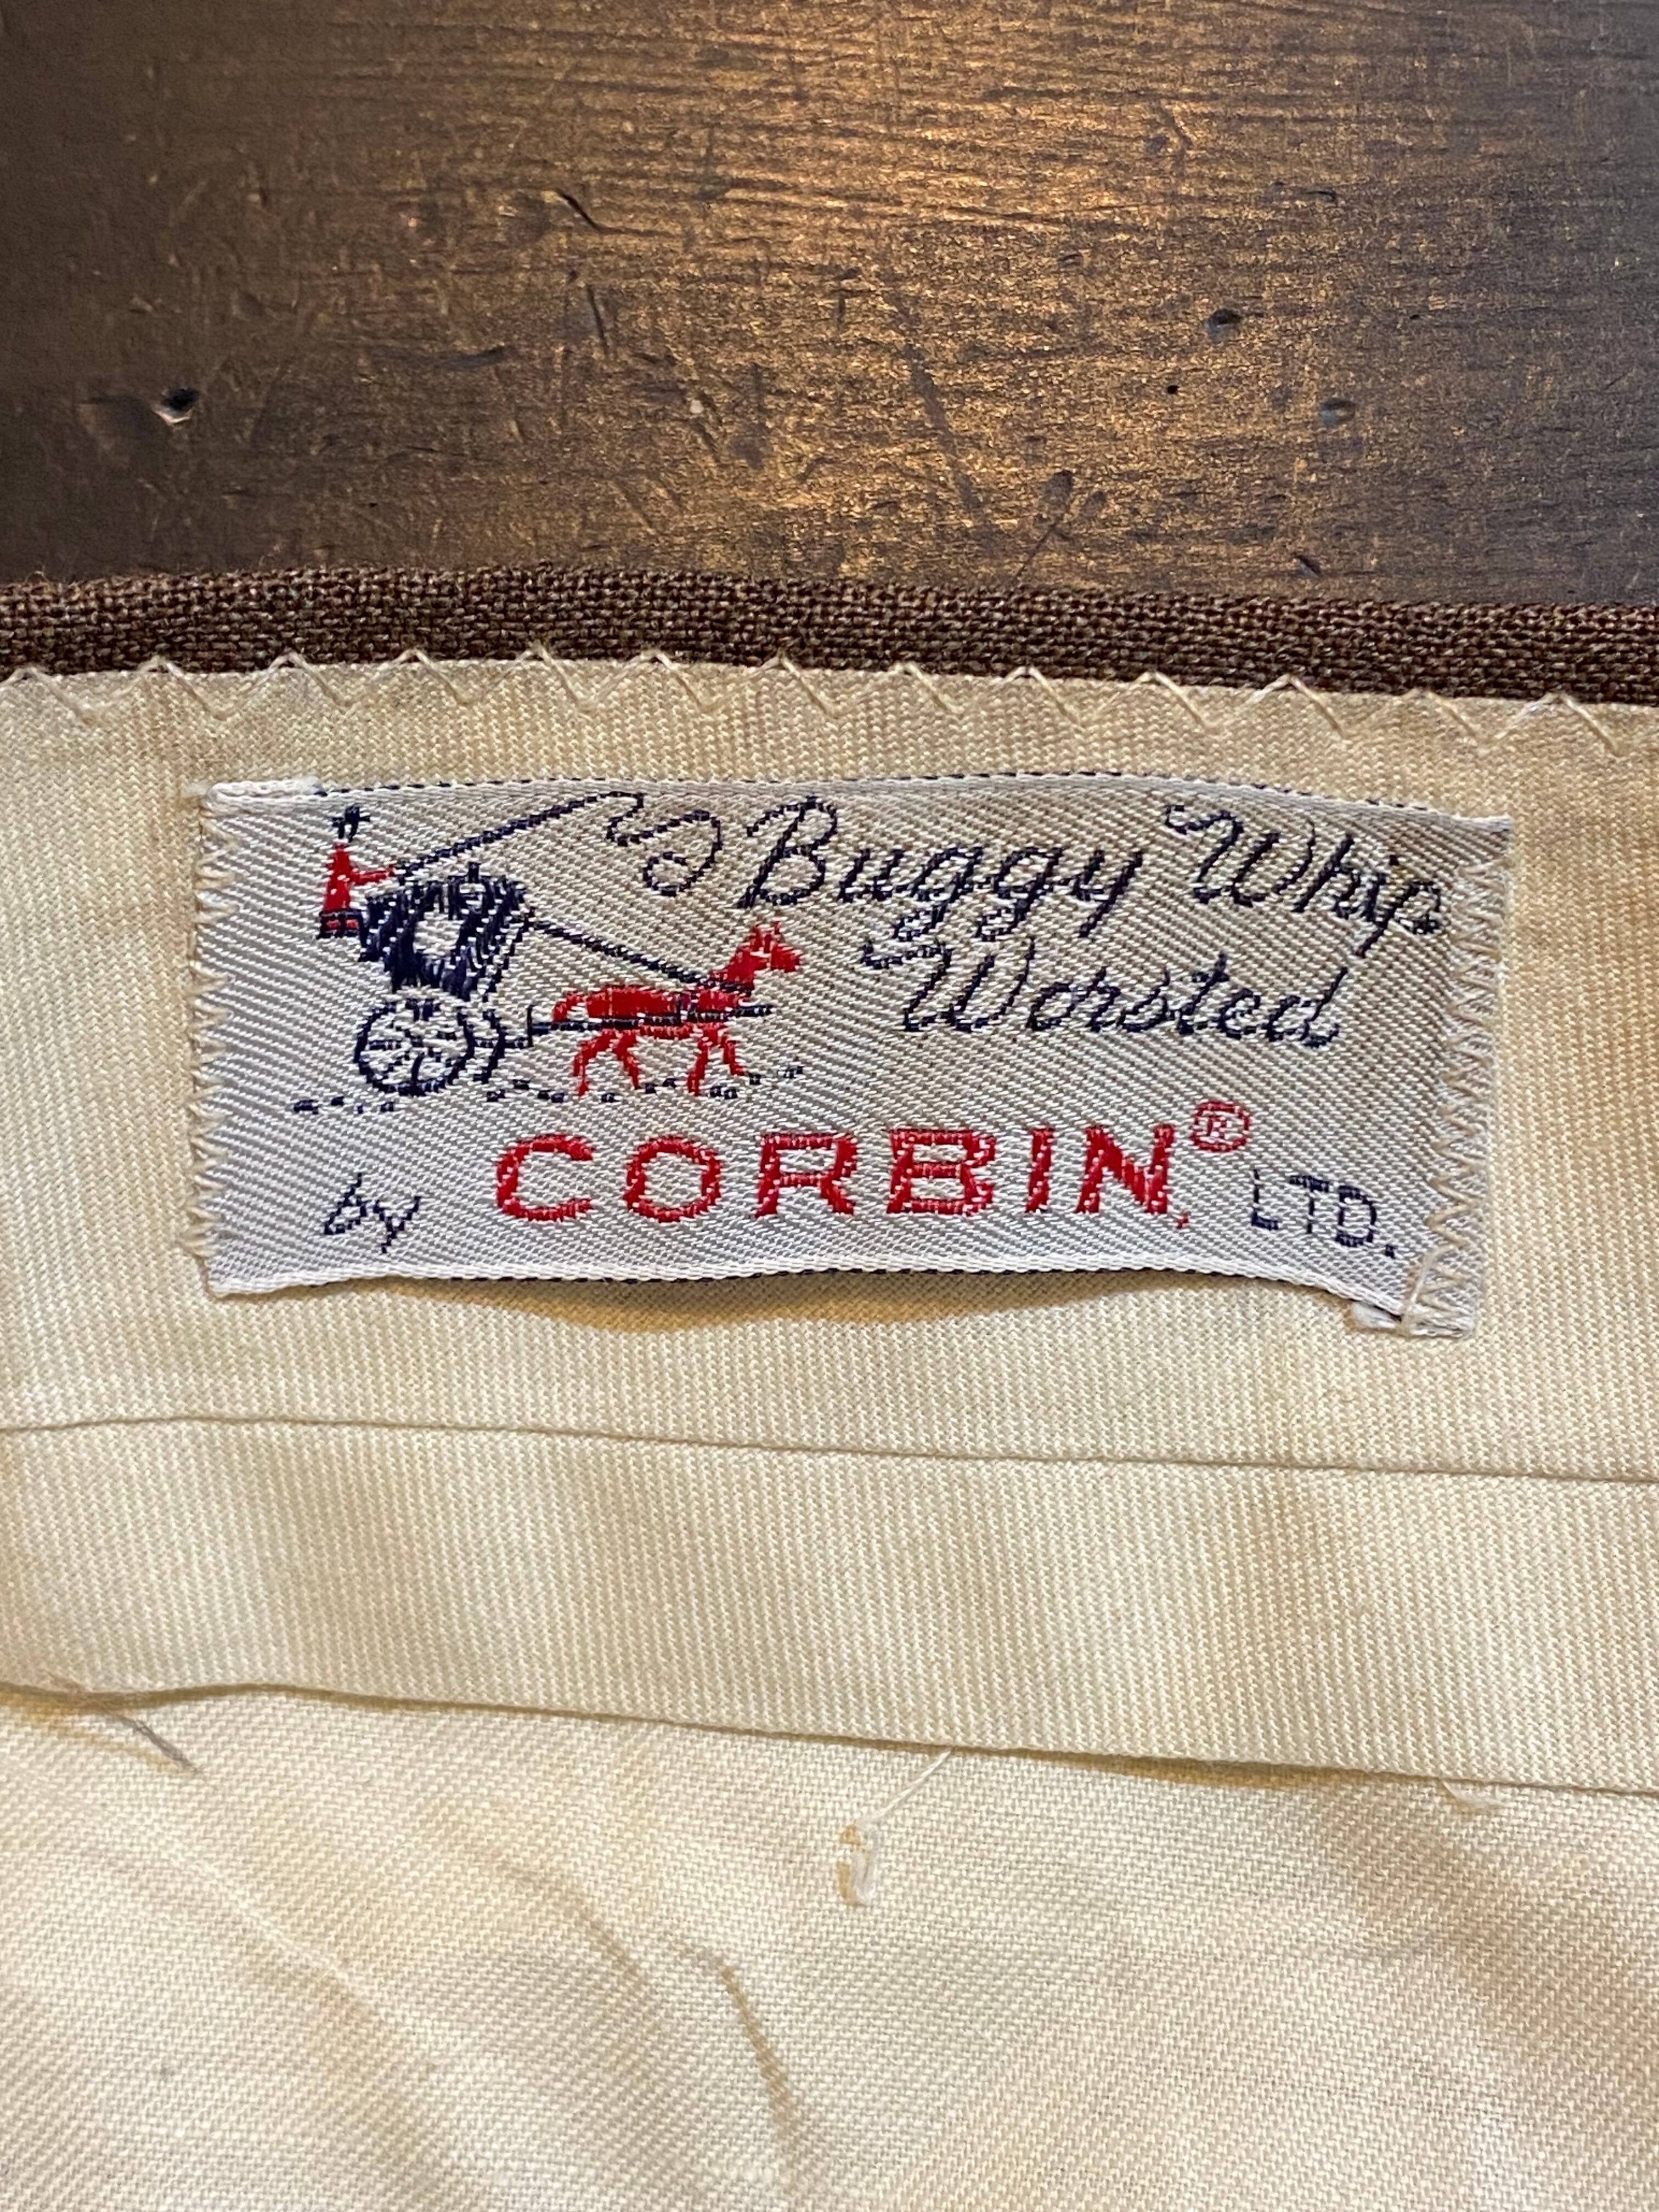 Buggy Whip
Worsted
by CORBIN® LTD.